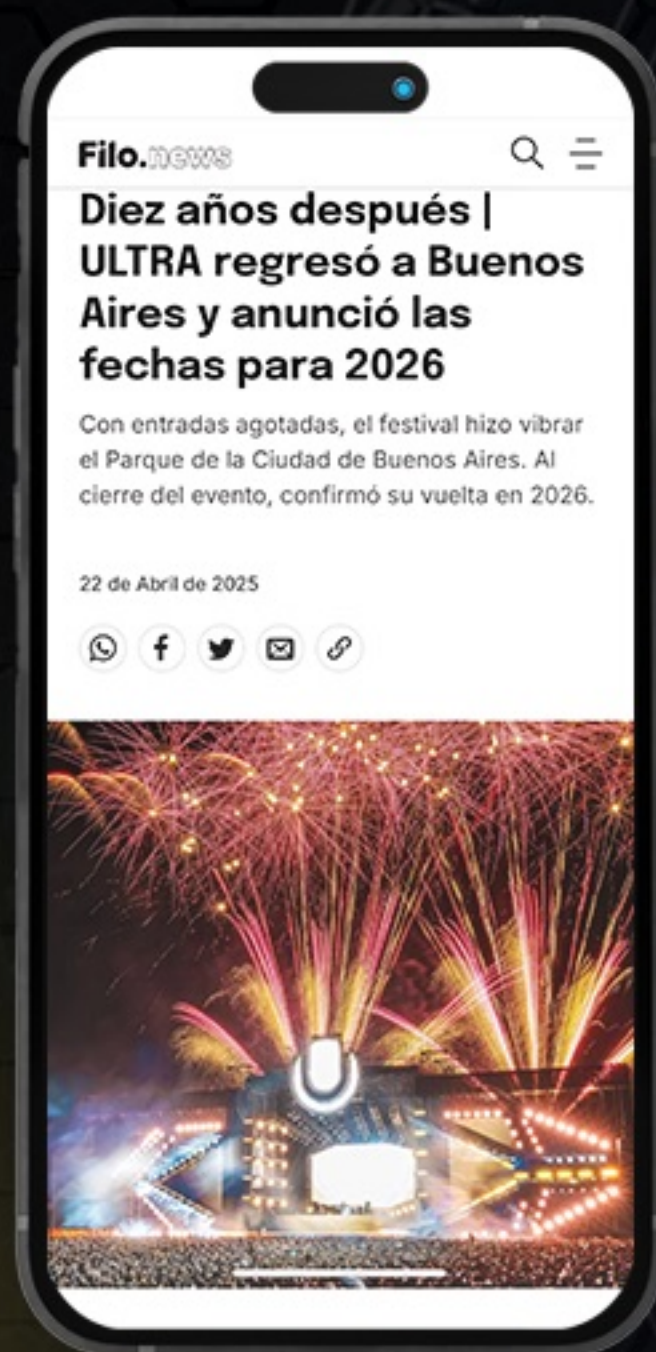 Filo.news
Diez años después |
ULTRA regresó a Buenos
Aires y anunció las
fechas para 2026
Con entradas agotadas, el festival hizo vibrar
el Parque de la Ciudad de Buenos Aires. Al
cierre del evento, confirmó su vuelta en 2026.
22 de Abril de 2025